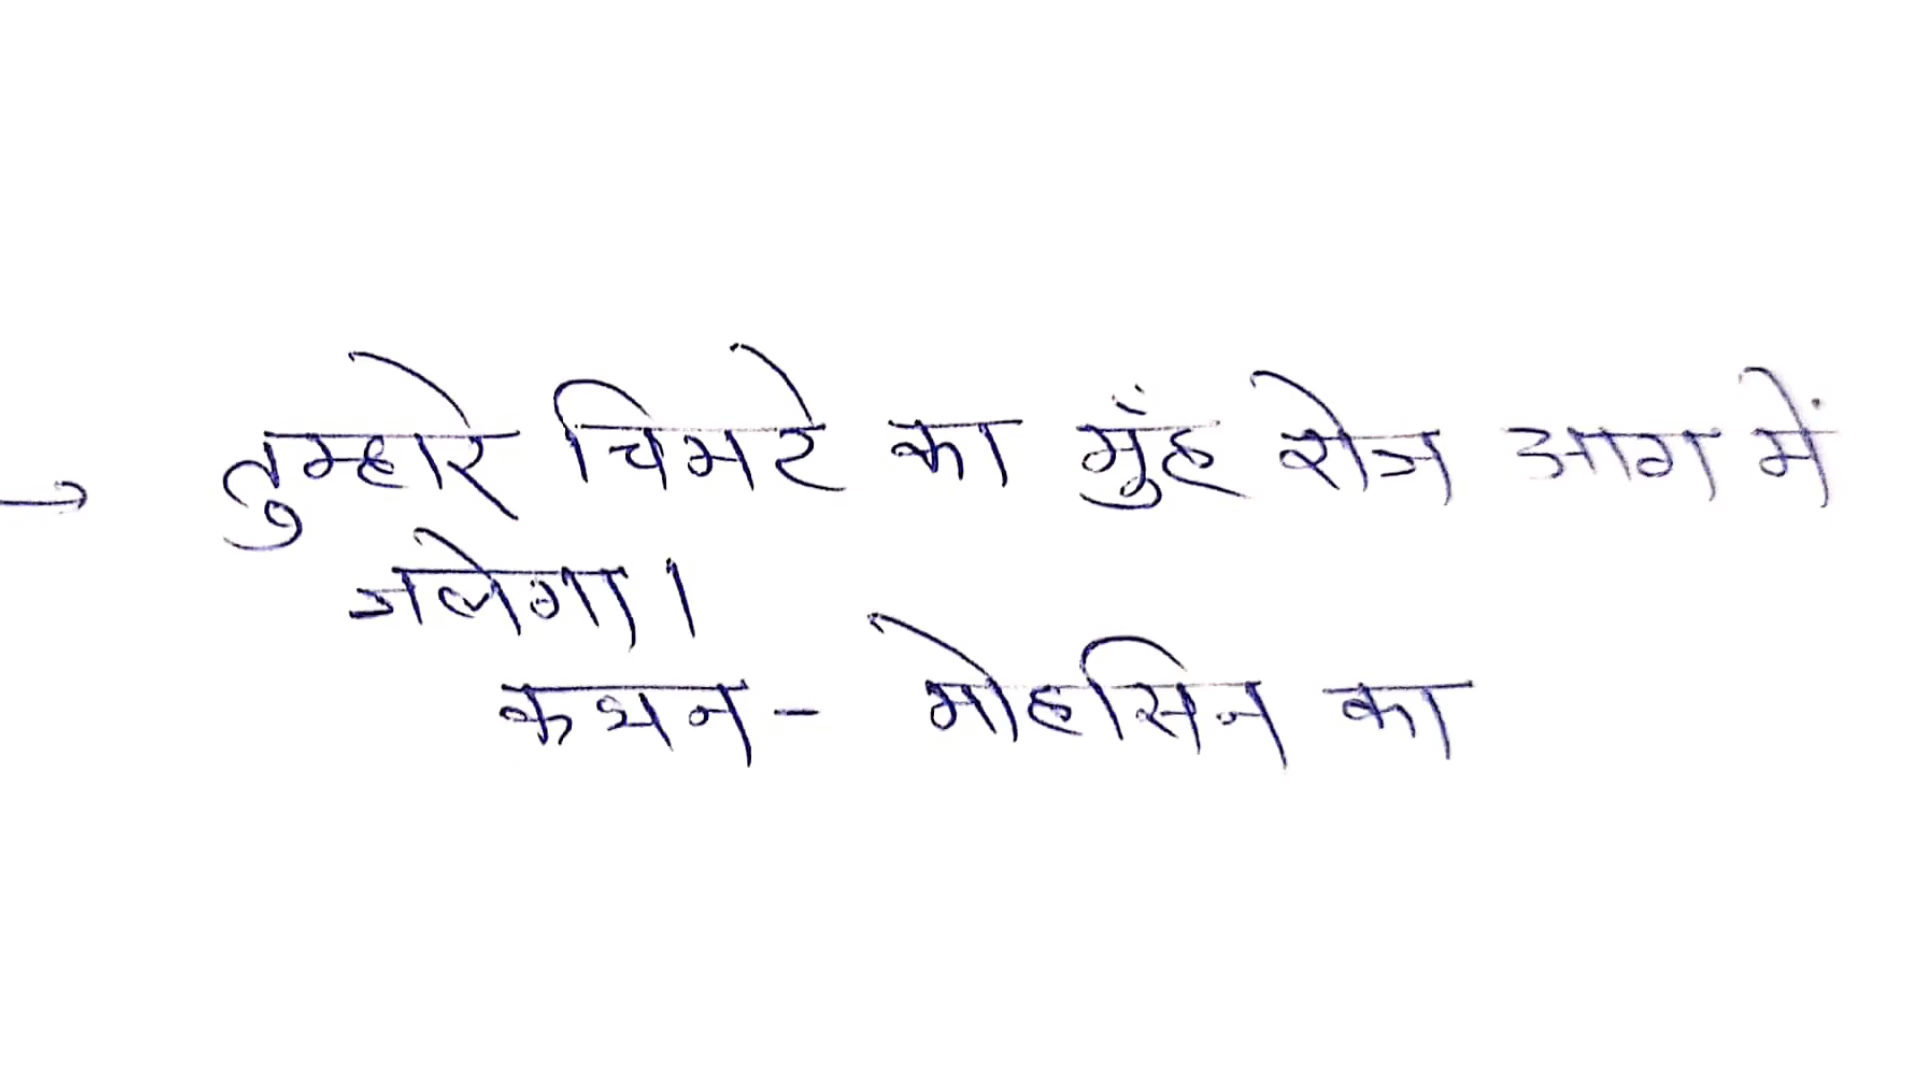 → तुम्हारे चिमटे का मुँह रोज आग में
जलेगा।
कथन- मोहसिन का